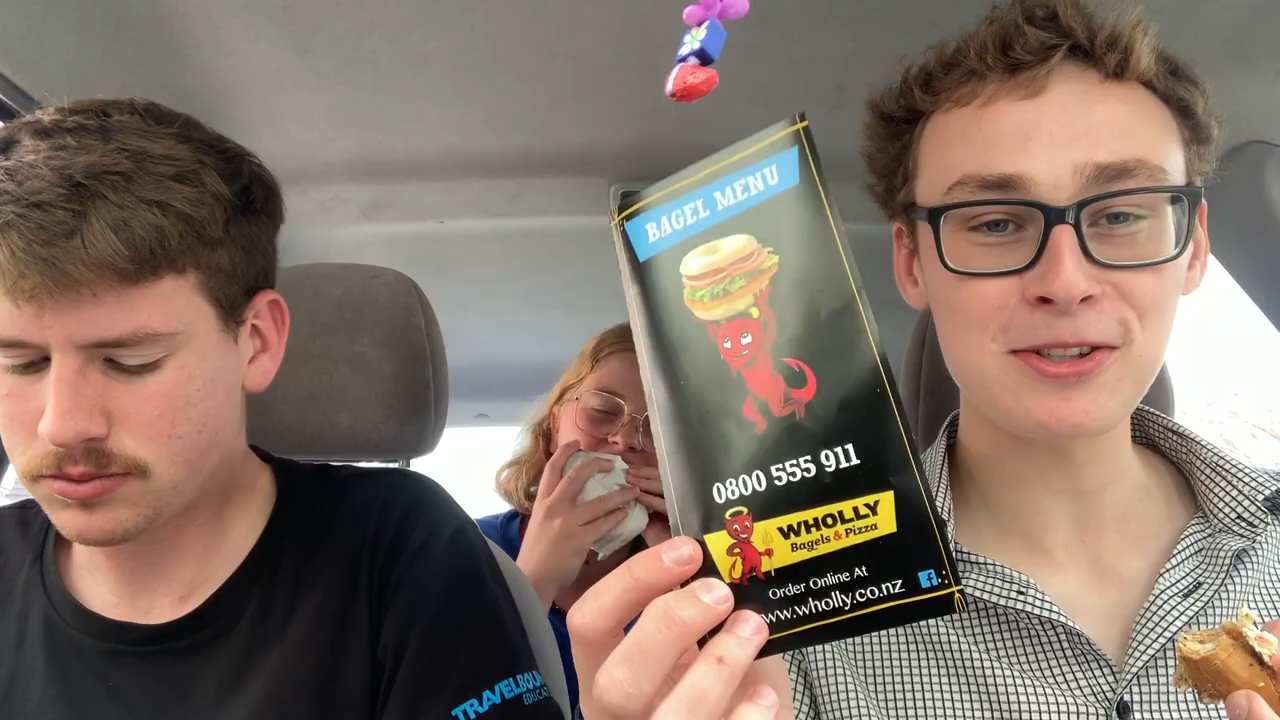 BAGEL MENU
0800 555 911
WHOLLY
Bagels & Pizza
Order Online At
www.wholly.co.nz
f